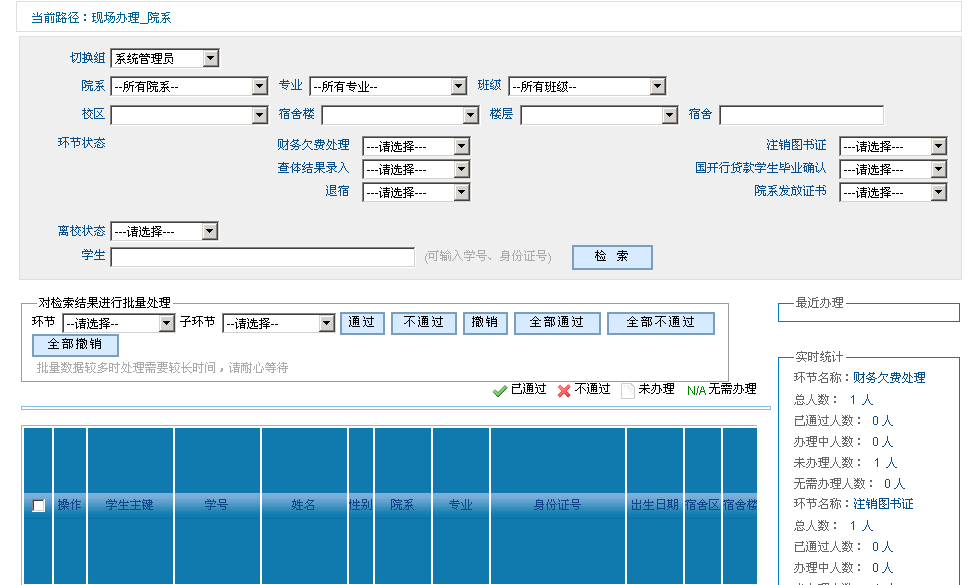 当前路径：现场办理_院系
切换组 系统管理员
院系 --所有院系-- 专业 --所有专业-- 班级 --所有班级--
校区 宿舍楼 楼层 宿舍
环节状态 财务欠费处理 ---请选择--- 注销图书证 ---请选择---
查体结果录入 ---请选择--- 国开行贷款学生毕业确认 ---请选择---
退宿 ---请选择--- 院系发放证书 ---请选择---
离校状态 ---请选择---
学生 (可输入学号、身份证号) 检 索
对检索结果进行批量处理
环节 --请选择-- 子环节 --请选择-- 通过 不通过 撤销 全部通过 全部不通过
全部撤销
批量数据较多时处理需要较长时间，请耐心等待
已通过 不通过 未办理 N/A 无需办理
操作 学生主键 学号 姓名 性别 院系 专业 身份证号 出生日期 宿舍区 宿舍楼
最近办理
实时统计
环节名称：财务欠费处理
总人数： 1 人
已通过人数： 0 人
办理中人数： 0 人
未办理人数： 1 人
无需办理人数： 0 人
环节名称：注销图书证
总人数： 1 人
已通过人数： 0 人
办理中人数： 0 人